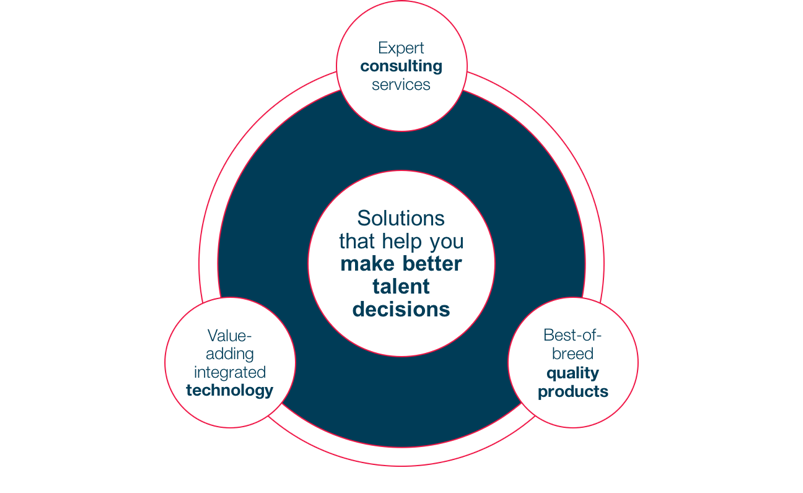 Expert
consulting
services
Solutions
that help you
make better
talent
decisions
Value-
adding
integrated
technology
Best-of-
breed
quality
products